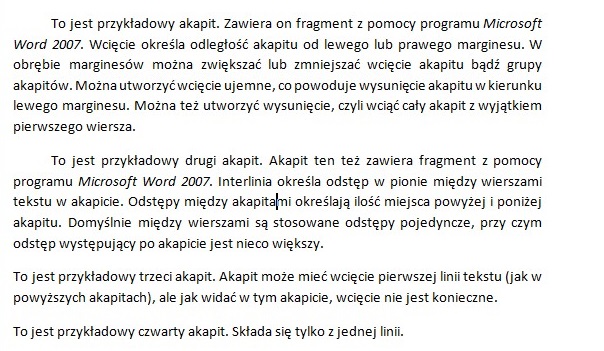 To jest przykładowy akapit. Zawiera on fragment z pomocy programu Microsoft
Word 2007. Wcięcie określa odległość akapitu od lewego lub prawego marginesu. W
obrębie marginesów można zwiększać lub zmniejszać wcięcie akapitu bądź grupy
akapitów. Można utworzyć wcięcie ujemne, co powoduje wysunięcie akapitu w kierunku
lewego marginesu. Można też utworzyć wysunięcie, czyli wciąć cały akapit z wyjątkiem
pierwszego wiersza.
To jest przykładowy drugi akapit. Akapit ten też zawiera fragment z pomocy
programu Microsoft Word 2007. Interlinia określa odstęp w pionie między wierszami
tekstu w akapicie. Odstępy między akapitami określają ilość miejsca powyżej i poniżej
akapitu. Domyślnie między wierszami są stosowane odstępy pojedyncze, przy czym
odstęp występujący po akapicie jest nieco większy.
To jest przykładowy trzeci akapit. Akapit może mieć wcięcie pierwszej linii tekstu (jak w
powyższych akapitach), ale jak widać w tym akapicie, wcięcie nie jest konieczne.
To jest przykładowy czwarty akapit. Składa się tylko z jednej linii.